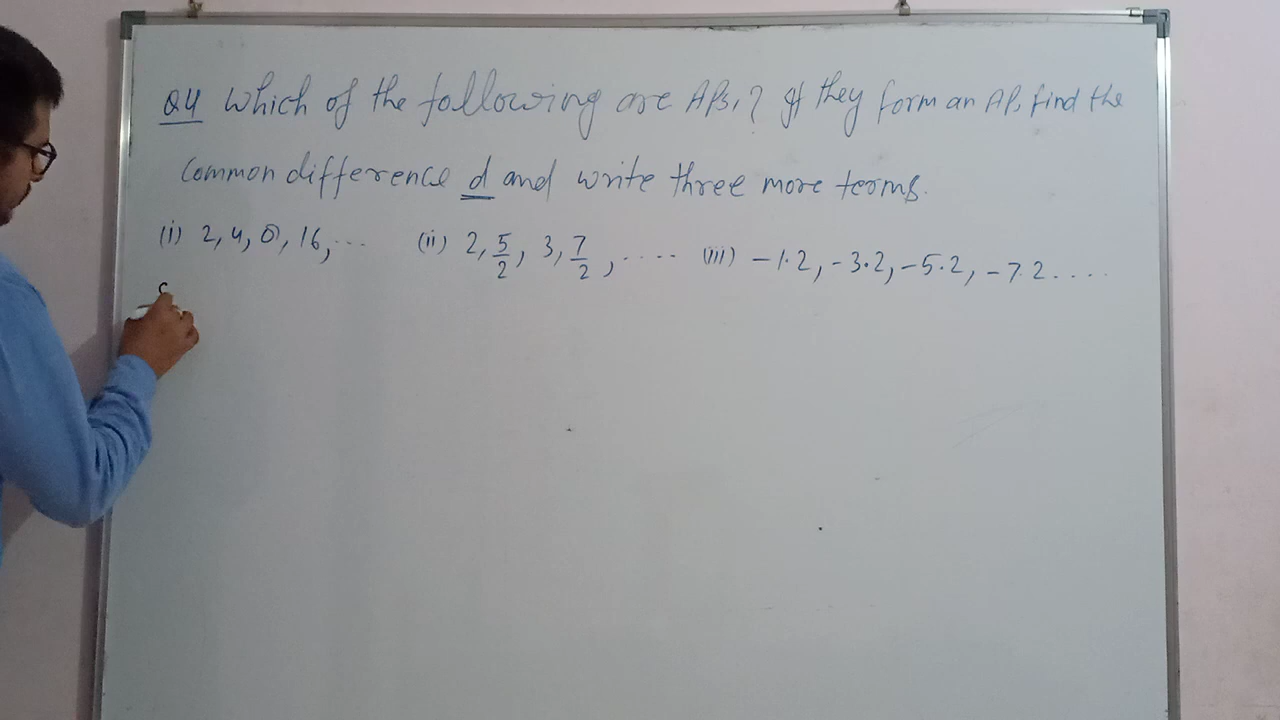 Q4 Which of the following are APs,? If they form an AP, find the
common difference d and write three more terms.
(i) 2, 4, 8, 16, ... (ii) 2, 5/2, 3, 7/2, .... (iii) -1.2, -3.2, -5.2, -7.2....